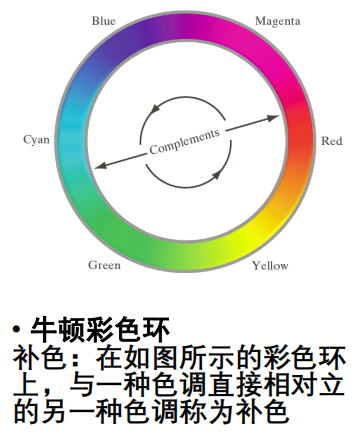 Blue
Magenta
Complements
Cyan
Red
Green
Yellow
• 牛顿彩色环
补色：在如图所示的彩色环
上，与一种色调直接相对立
的另一种色调称为补色